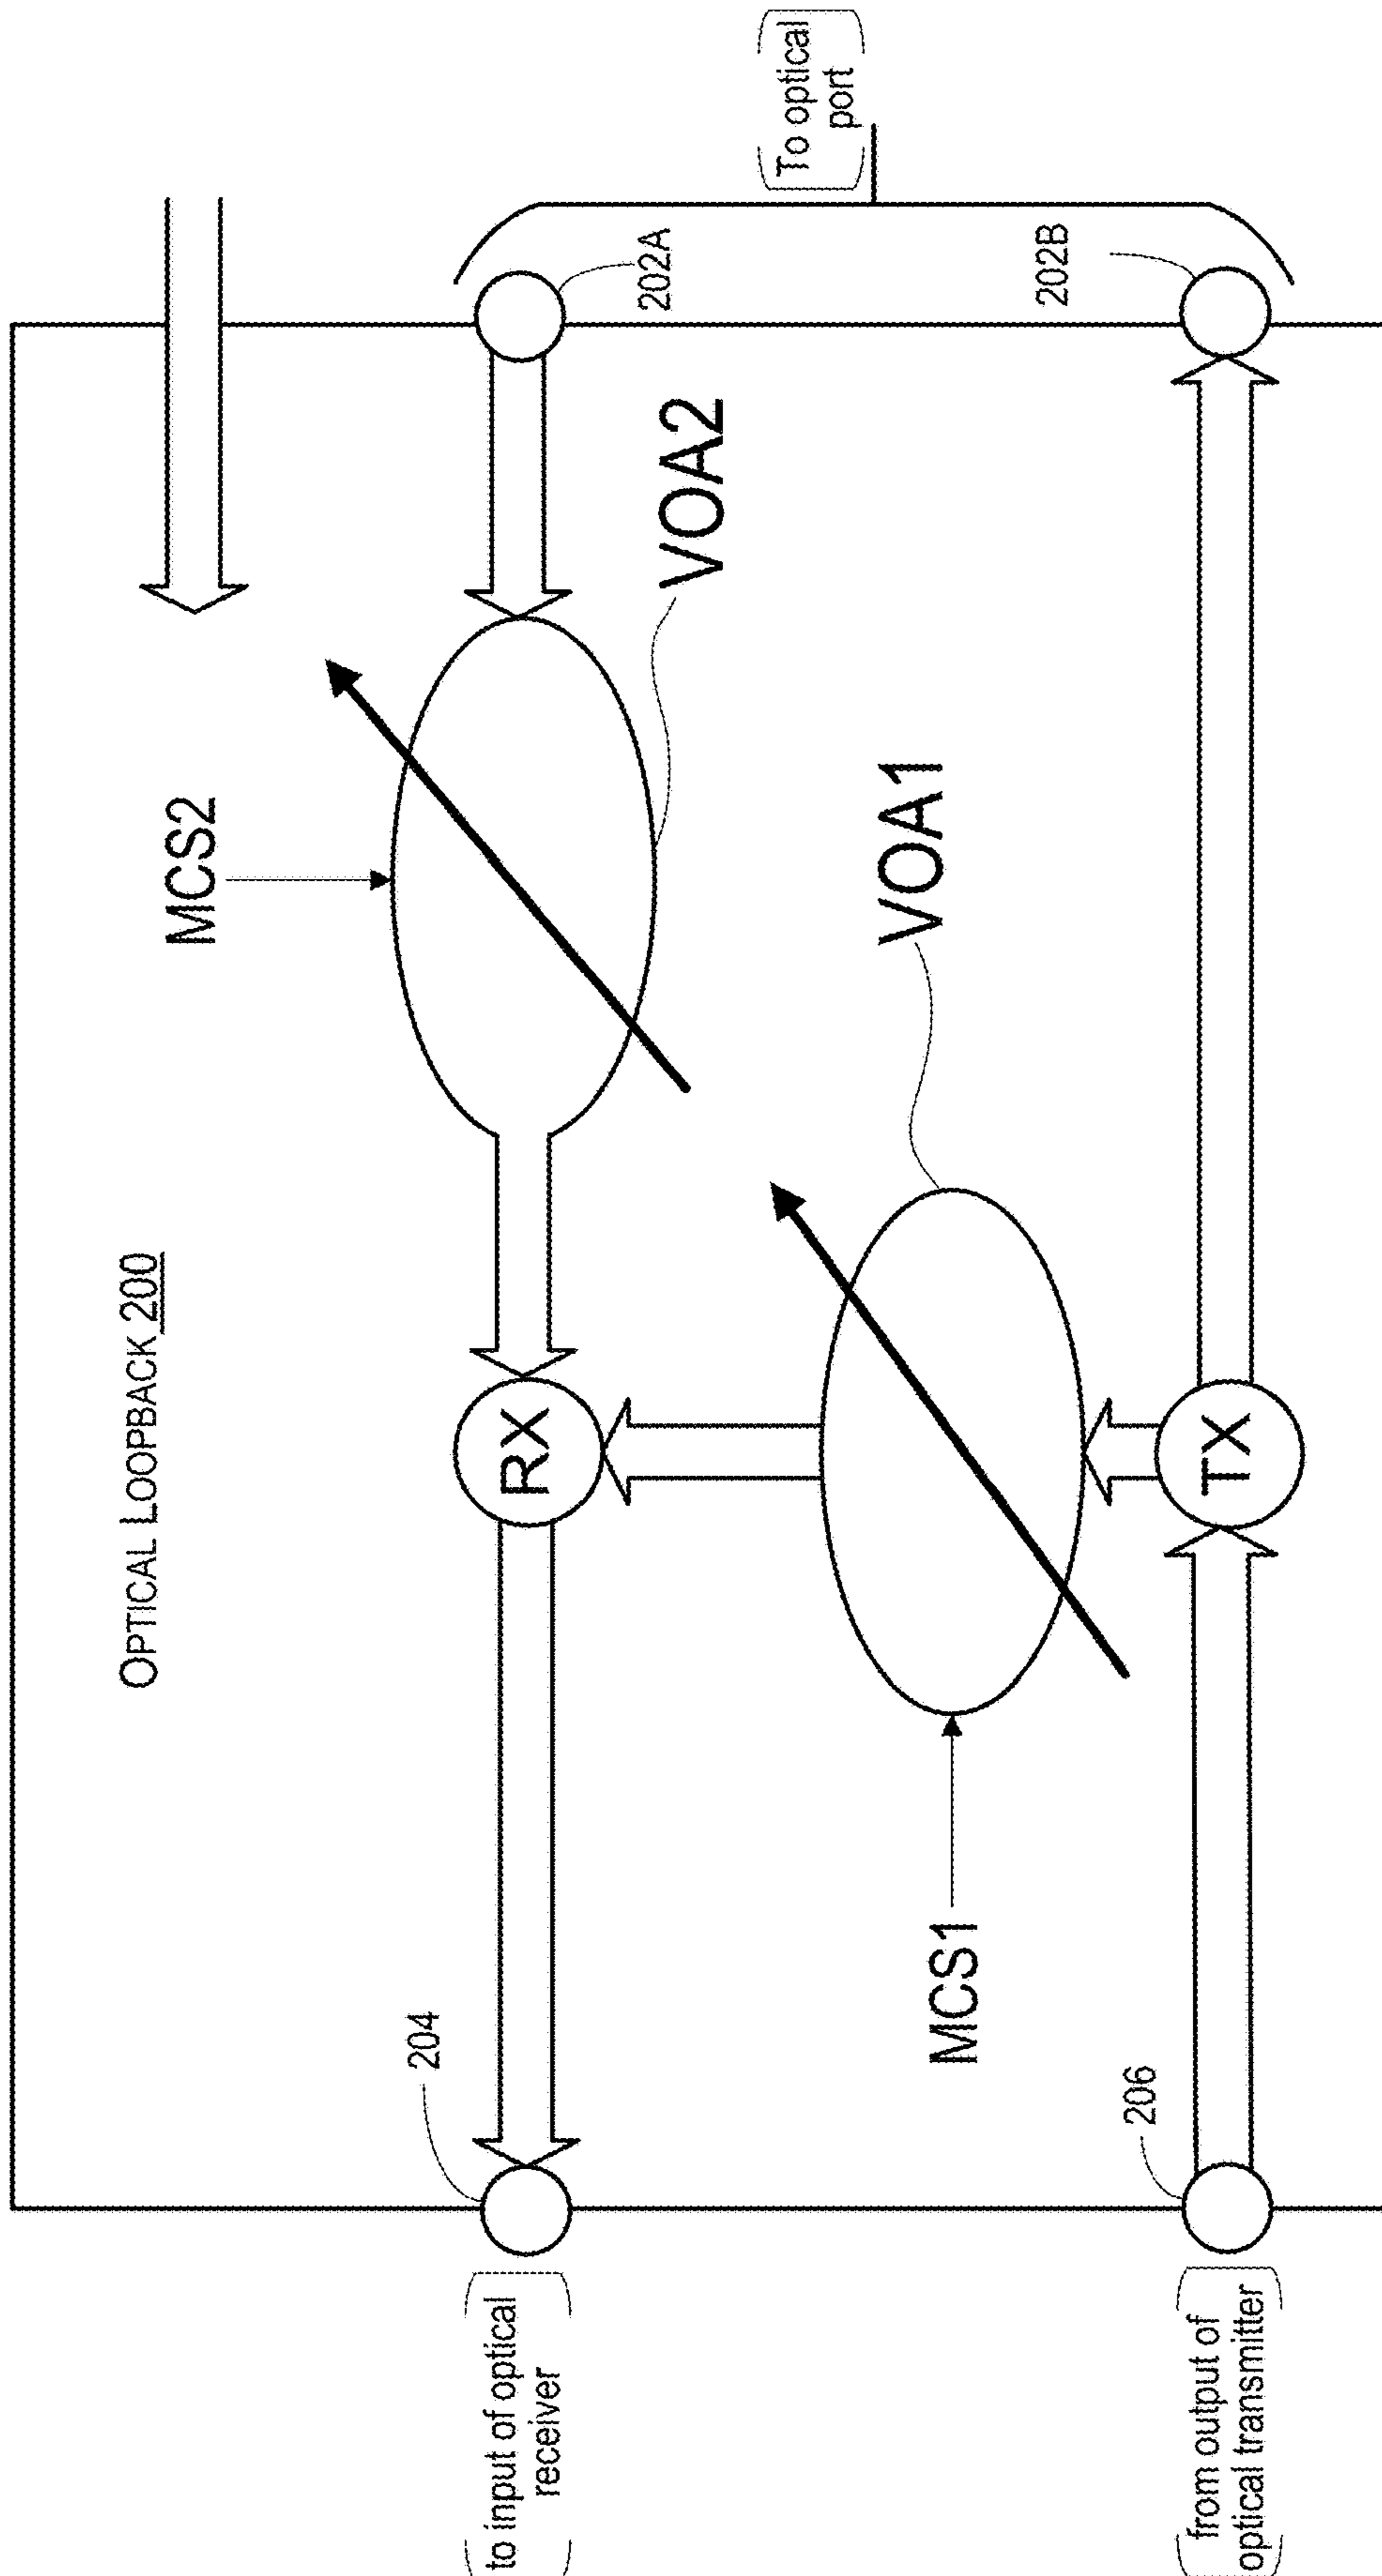 OPTICAL LOOPBACK 200
MCS2
204
to input of optical
receiver
RX
202A
VOA2
To optical
port
VOA1
MCS1
202B
206
from output of
optical transmitter
TX